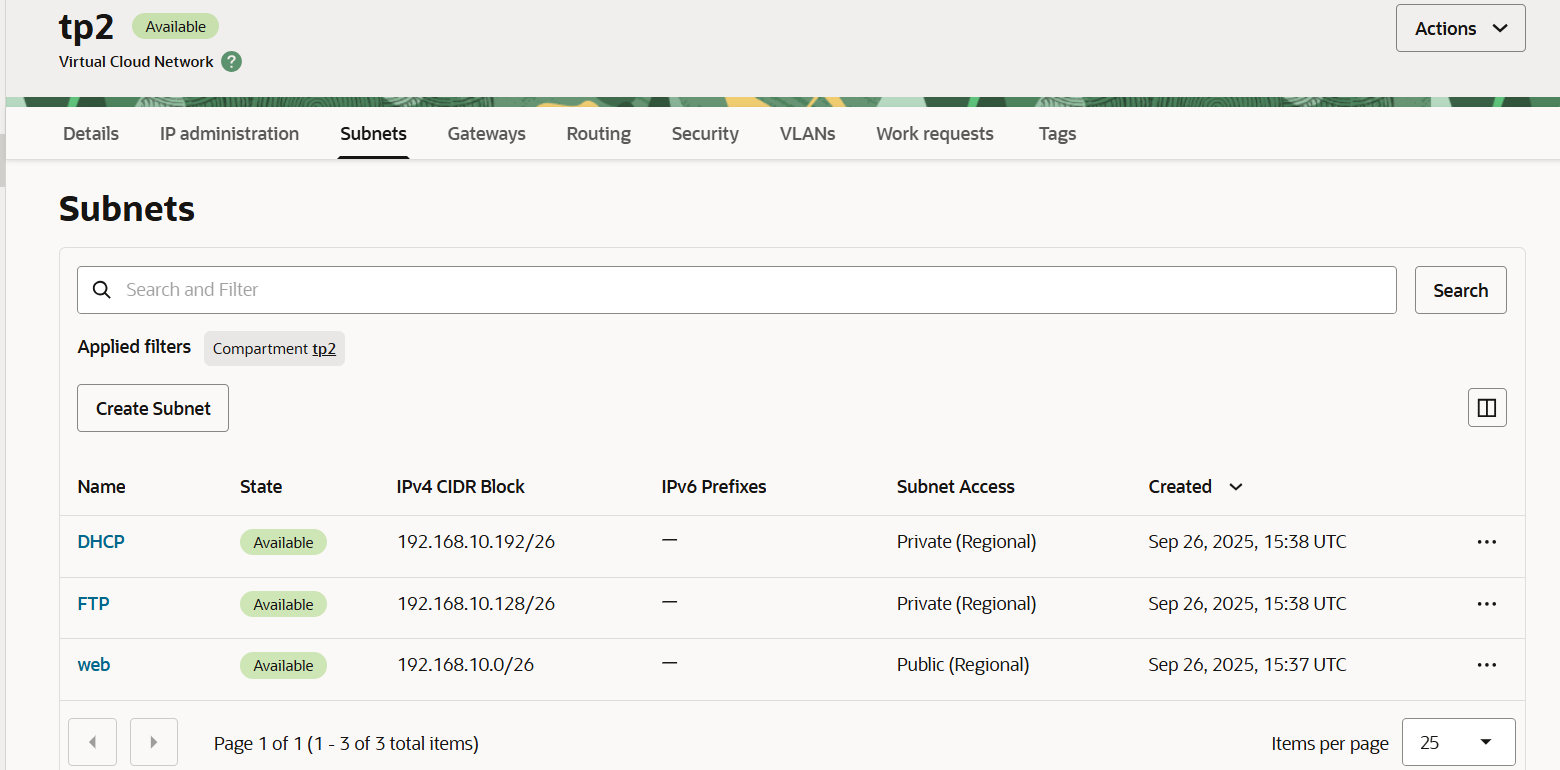 tp2 Available
Actions
Virtual Cloud Network ?
Details IP administration Subnets Gateways Routing Security VLANs Work requests Tags
Subnets
Search and Filter Search
Applied filters Compartment tp2
Create Subnet
Name State IPv4 CIDR Block IPv6 Prefixes Subnet Access Created
DHCP Available 192.168.10.192/26 — Private (Regional) Sep 26, 2025, 15:38 UTC ...
FTP Available 192.168.10.128/26 — Private (Regional) Sep 26, 2025, 15:38 UTC ...
web Available 192.168.10.0/26 — Public (Regional) Sep 26, 2025, 15:37 UTC ...
Page 1 of 1 (1 - 3 of 3 total items) Items per page 25